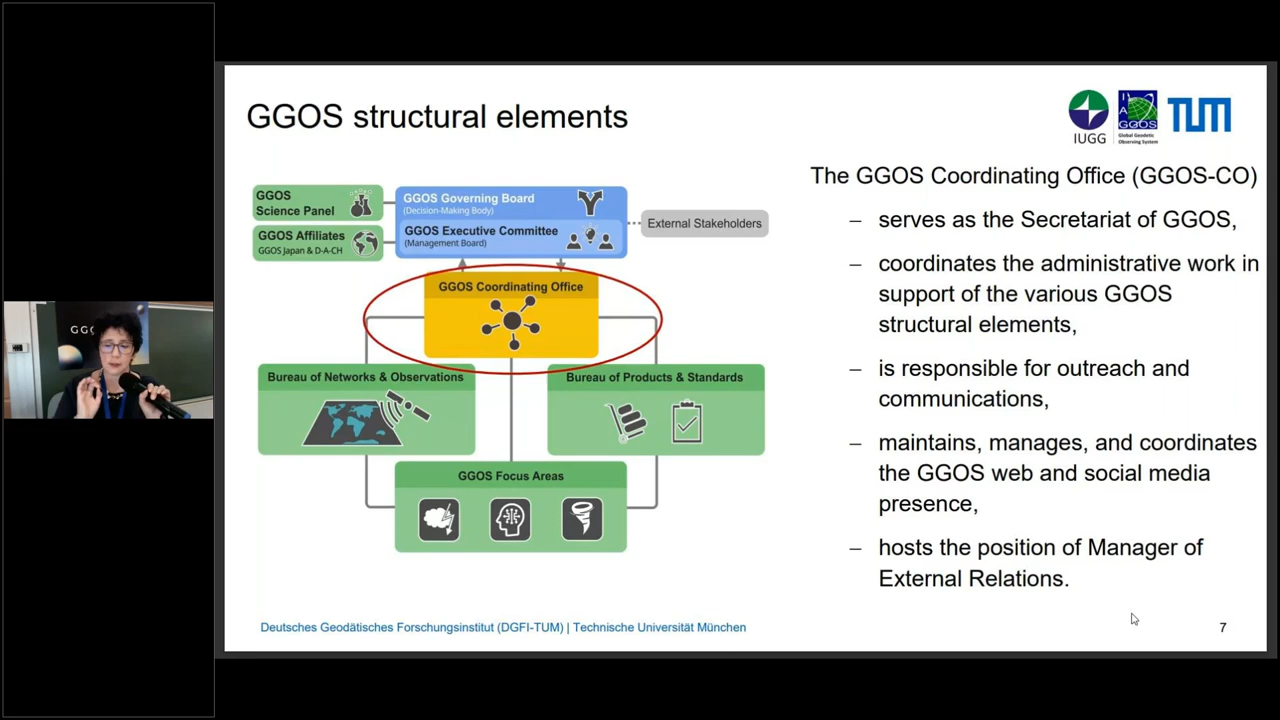 GGOS structural elements
IUGG
I A G
GGOS
Global Geodetic
Observing System
TUM
GGOS
Science Panel
GGOS Affiliates
GGOS Japan & D-A-CH
GGOS Governing Board
(Decision-Making Body)
GGOS Executive Committee
(Management Board)
External Stakeholders
GGOS Coordinating Office
Bureau of Networks & Observations
Bureau of Products & Standards
GGOS Focus Areas
The GGOS Coordinating Office (GGOS-CO)
– serves as the Secretariat of GGOS,
– coordinates the administrative work in
support of the various GGOS
structural elements,
– is responsible for outreach and
communications,
– maintains, manages, and coordinates
the GGOS web and social media
presence,
– hosts the position of Manager of
External Relations.
Deutsches Geodätisches Forschungsinstitut (DGFI-TUM) | Technische Universität München
7